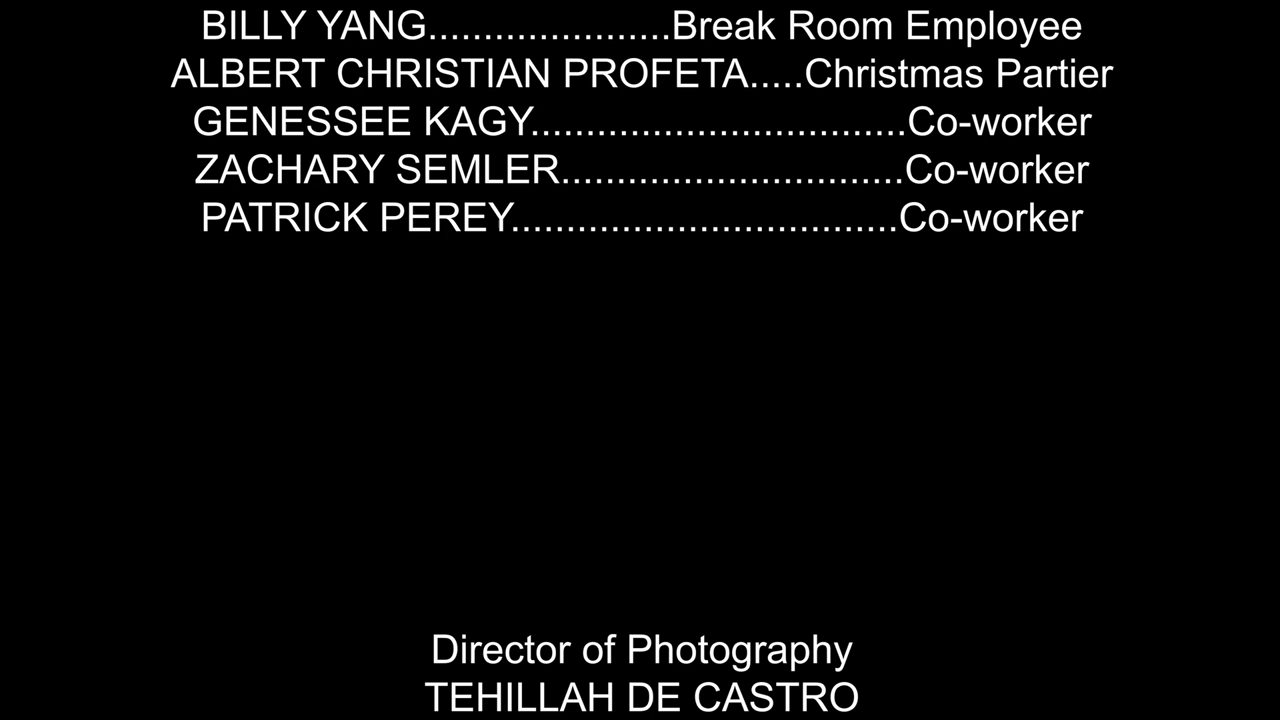 BILLY YANG......................Break Room Employee
ALBERT CHRISTIAN PROFETA.....Christmas Partier
GENESSEE KAGY..................................Co-worker
ZACHARY SEMLER...............................Co-worker
PATRICK PEREY...................................Co-worker
Director of Photography
TEHILLAH DE CASTRO